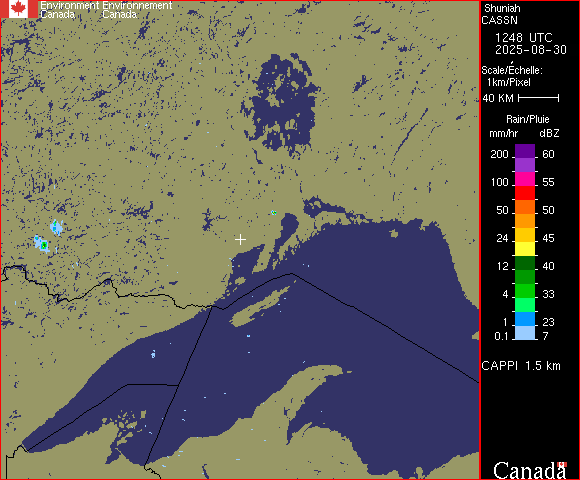 Environment Environnement
Canada Canada
Shuniah
CASSN
1248 UTC
2025-08-30
Scale/Echelle:
1km/Pixel
40 KM
Rain/Pluie
mm/hr dBZ
200 60
100 55
50 50
24 45
12 40
4 33
1 23
0.1 7
CAPPI 1.5 km
Canada